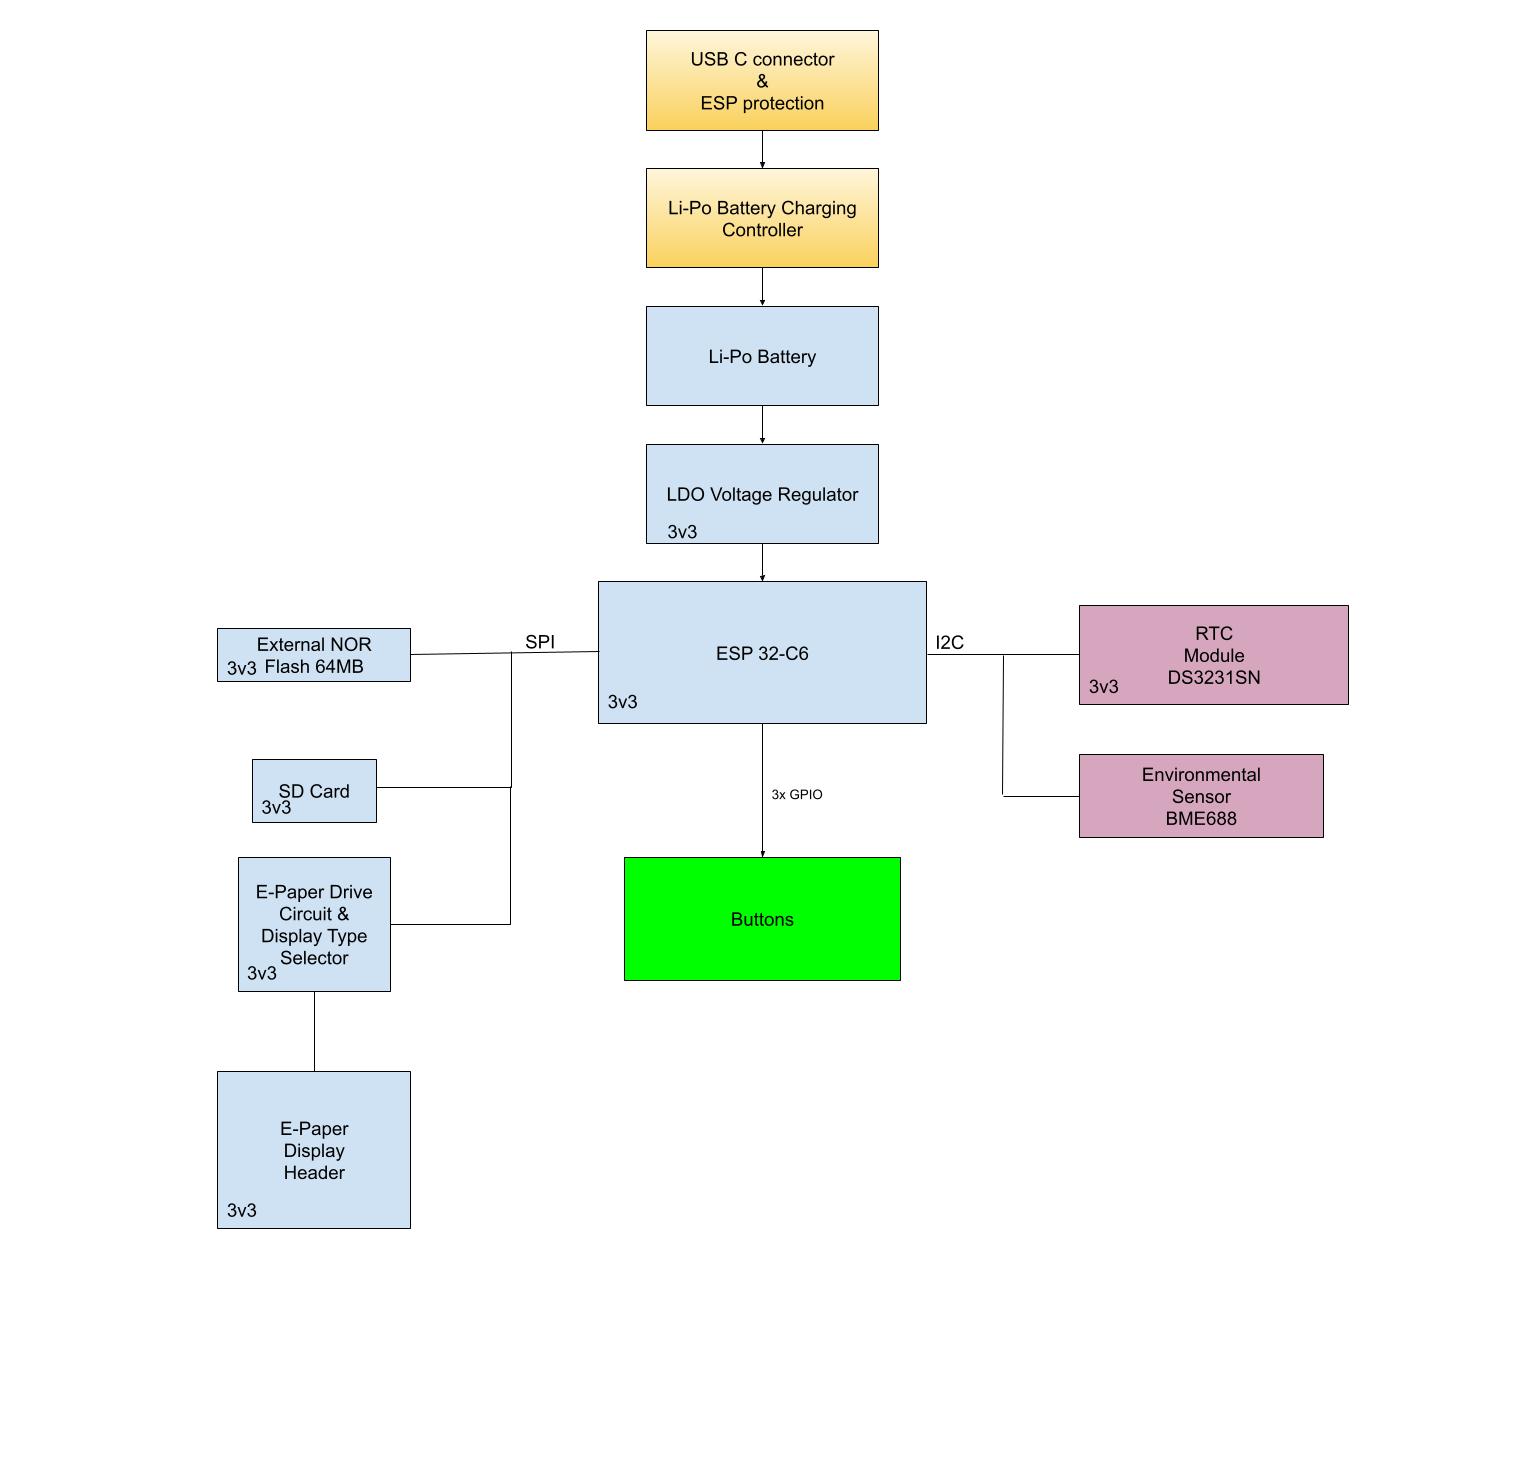 USB C connector
&
ESP protection
Li-Po Battery Charging
Controller
Li-Po Battery
LDO Voltage Regulator
3v3
ESP 32-C6
3v3
SPI
External NOR
Flash 64MB
3v3
I2C
RTC
Module
DS3231SN
3v3
SD Card
3v3
3x GPIO
Environmental
Sensor
BME688
E-Paper Drive
Circuit &
Display Type
Selector
3v3
Buttons
E-Paper
Display
Header
3v3